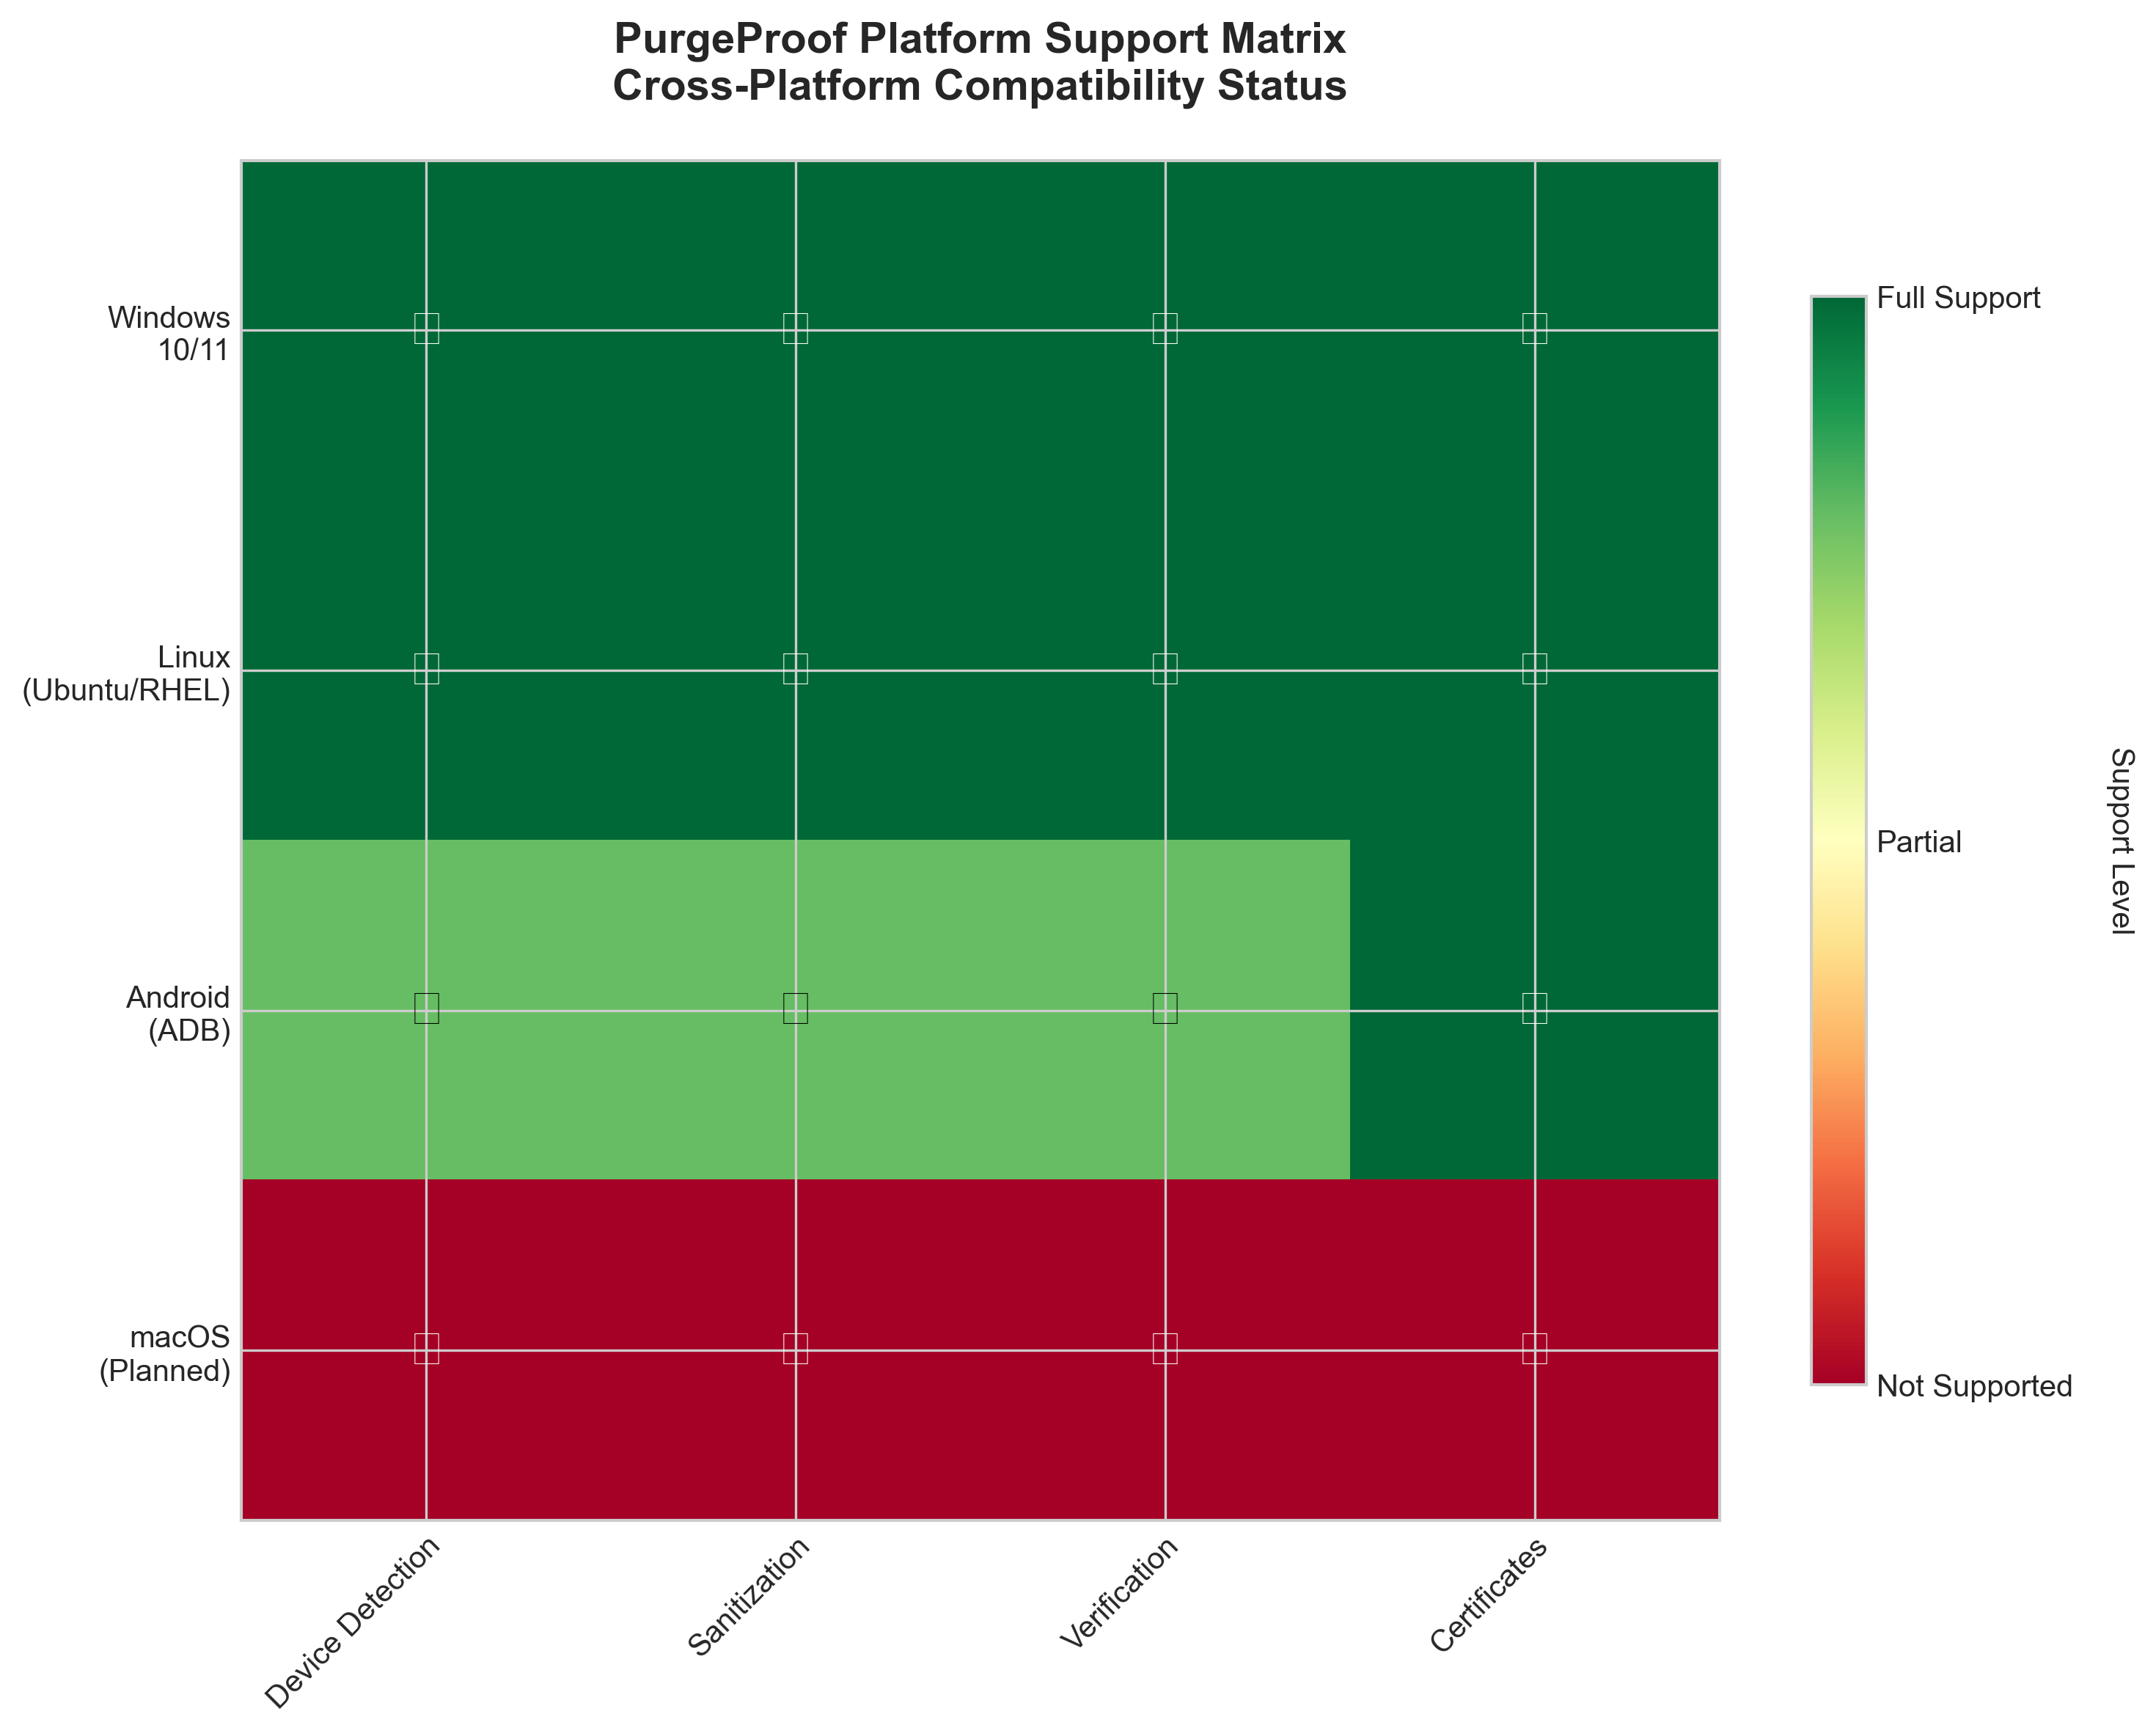 PurgeProof Platform Support Matrix
Cross-Platform Compatibility Status
Windows
10/11
Linux
(Ubuntu/RHEL)
Android
(ADB)
macOS
(Planned)
Device Detection
Sanitization
Verification
Certificates
Full Support
Partial
Not Supported
Support Level